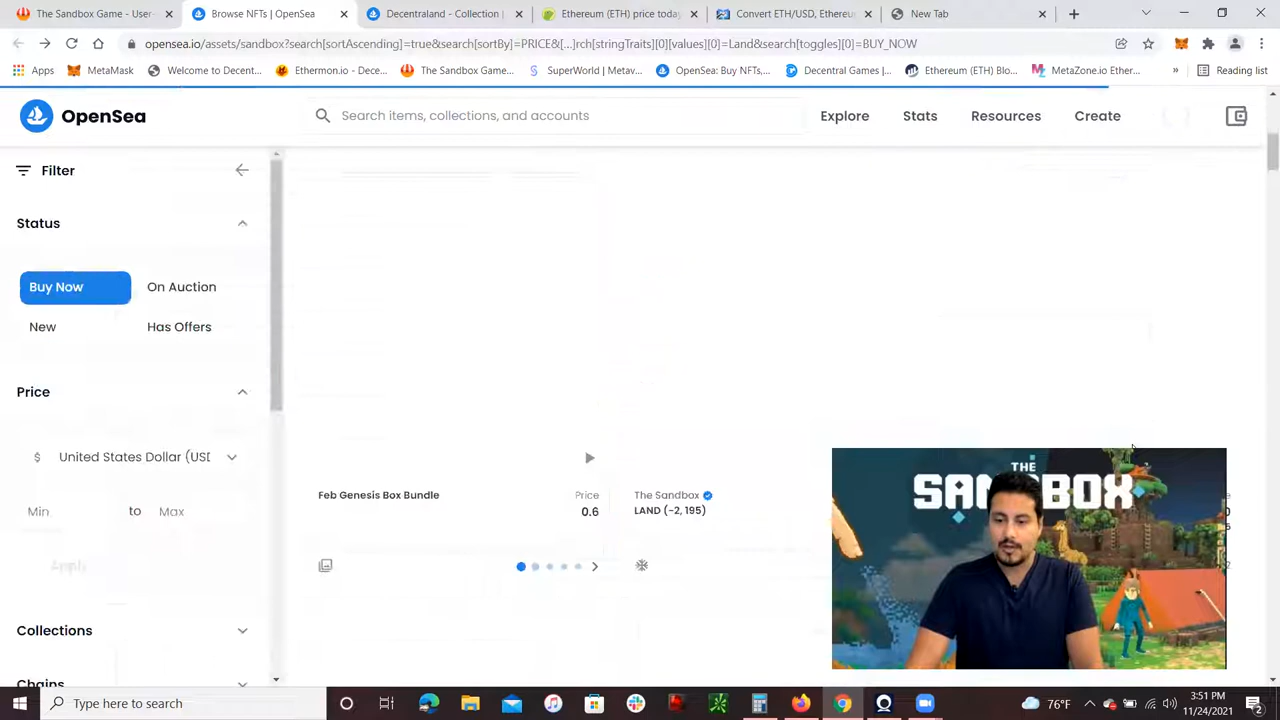 The Sandbox Game - User-
Browse NFTs | OpenSea
Decentraland - Collection |
Ethereum (ETH) price today
Convert ETH/USD, Ethereu
New Tab
opensea.io/assets/sandbox?search[sortAscending]=true&search[sortBy]=PRICE&[...]rch[stringTraits][0][values][0]=Land&search[toggles][0]=BUY_NOW
Apps
MetaMask
Welcome to Decent...
Ethermon.io - Dece...
The Sandbox Game...
SuperWorld | Metav...
OpenSea: Buy NFTs,...
Decentral Games |...
Ethereum (ETH) Blo...
MetaZone.io Ether...
»
Reading list
OpenSea
Search items, collections, and accounts
Explore
Stats
Resources
Create
Filter
Status
Buy Now
On Auction
New
Has Offers
Price
$ United States Dollar (USD
Min to Max
Apply
Collections
Chains
Feb Genesis Box Bundle
Price
0.6
The Sandbox
LAND (-2, 195)
THE
SANDBOX
Type here to search
76°F
3:51 PM
11/24/2021
2